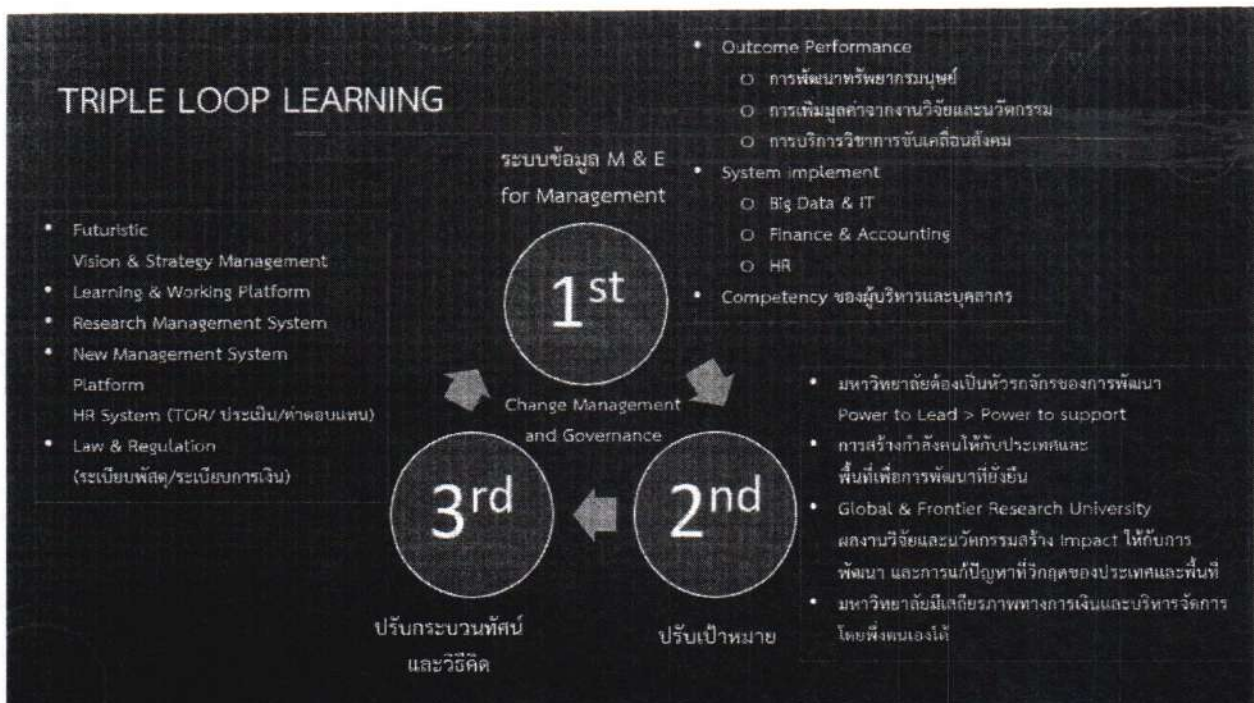 TRIPLE LOOP LEARNING
ระบบข้อมูล M & E
for Management
1st
• Outcome Performance
○ การพัฒนาทรัพยากรมนุษย์
○ การเพิ่มมูลค่าจากงานวิจัยและนวัตกรรม
○ การบริการวิชาการขับเคลื่อนสังคม
• System implement
○ Big Data & IT
○ Finance & Accounting
○ HR
• Competency ของผู้บริหารและบุคลากร
• Futuristic
Vision & Strategy Management
• Learning & Working Platform
• Research Management System
• New Management System
Platform
HR System (TOR/ ประเมิน/ค่าตอบแทน)
• Law & Regulation
(ระเบียบพัสดุ/ระเบียบการเงิน)
Change Management
and Governance
3rd
ปรับกระบวนทัศน์
และวิธีคิด
2nd
ปรับเป้าหมาย
• มหาวิทยาลัยต้องเป็นหัวรถจักรของการพัฒนา
Power to Lead > Power to support
• การสร้างกำลังคนให้กับประเทศและ
พื้นที่เพื่อการพัฒนาที่ยั่งยืน
• Global & Frontier Research University
ผลงานวิจัยและนวัตกรรมสร้าง Impact ให้กับการ
พัฒนา และการแก้ปัญหาที่วิกฤตของประเทศและพื้นที่
• มหาวิทยาลัยมีเสถียรภาพทางการเงินและบริหารจัดการ
โดยพึ่งตนเองได้